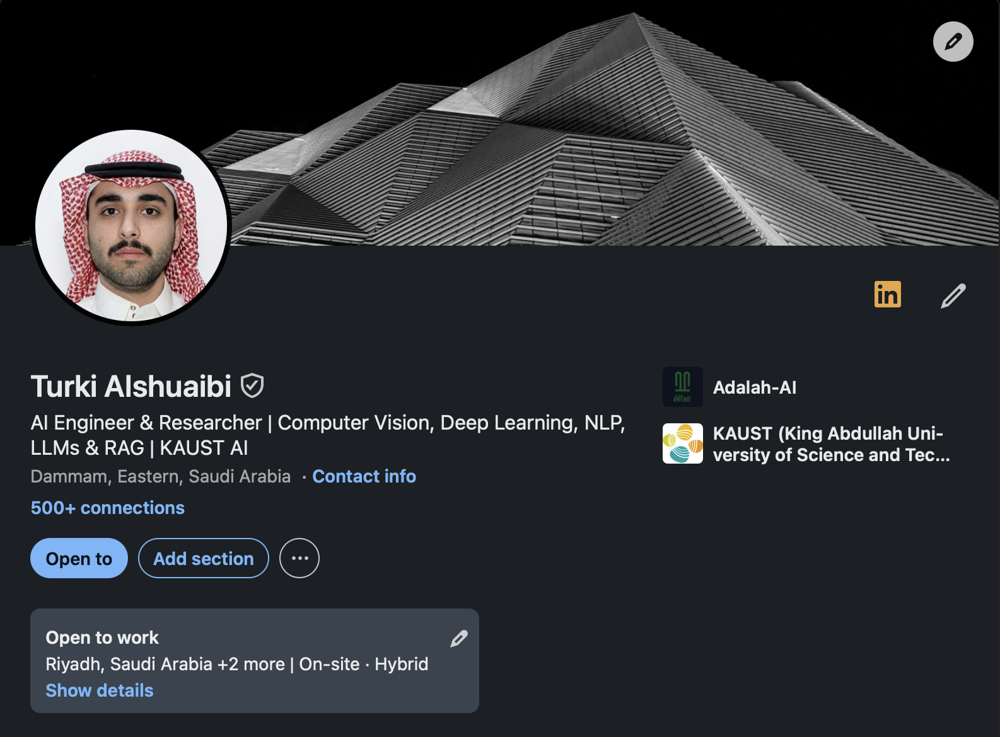 in
Turki Alshuaibi
AI Engineer & Researcher | Computer Vision, Deep Learning, NLP,
LLMs & RAG | KAUST AI
Dammam, Eastern, Saudi Arabia · Contact info
500+ connections
Open to
Add section
Open to work
Riyadh, Saudi Arabia +2 more | On-site · Hybrid
Show details
عدالة
Adalah-AI
KAUST (King Abdullah Uni-
versity of Science and Tec...